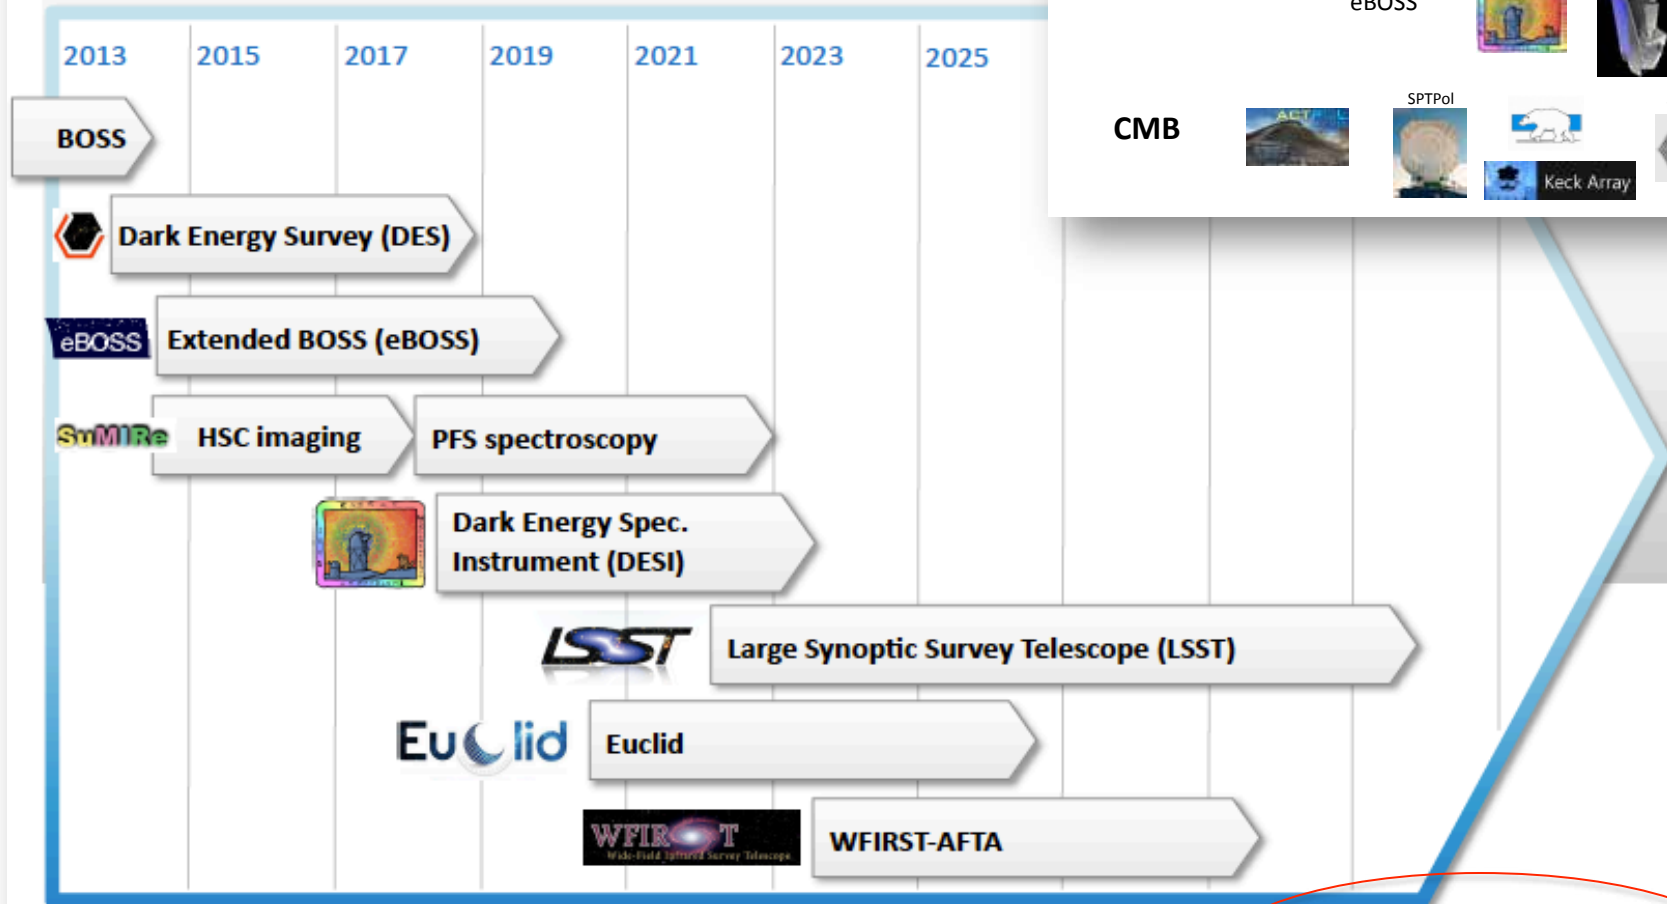 eBOSS
2013 2015 2017 2019 2021 2023 2025
SPTPol
CMB
ACTPOL
Keck Array
BOSS
Dark Energy Survey (DES)
eBOSS
Extended BOSS (eBOSS)
SuMIRe
HSC imaging
PFS spectroscopy
Dark Energy Spec.
Instrument (DESI)
LSST
Large Synoptic Survey Telescope (LSST)
Euclid
Euclid
WFIRST
Wide-Field Infrared Survey Telescope
WFIRST-AFTA